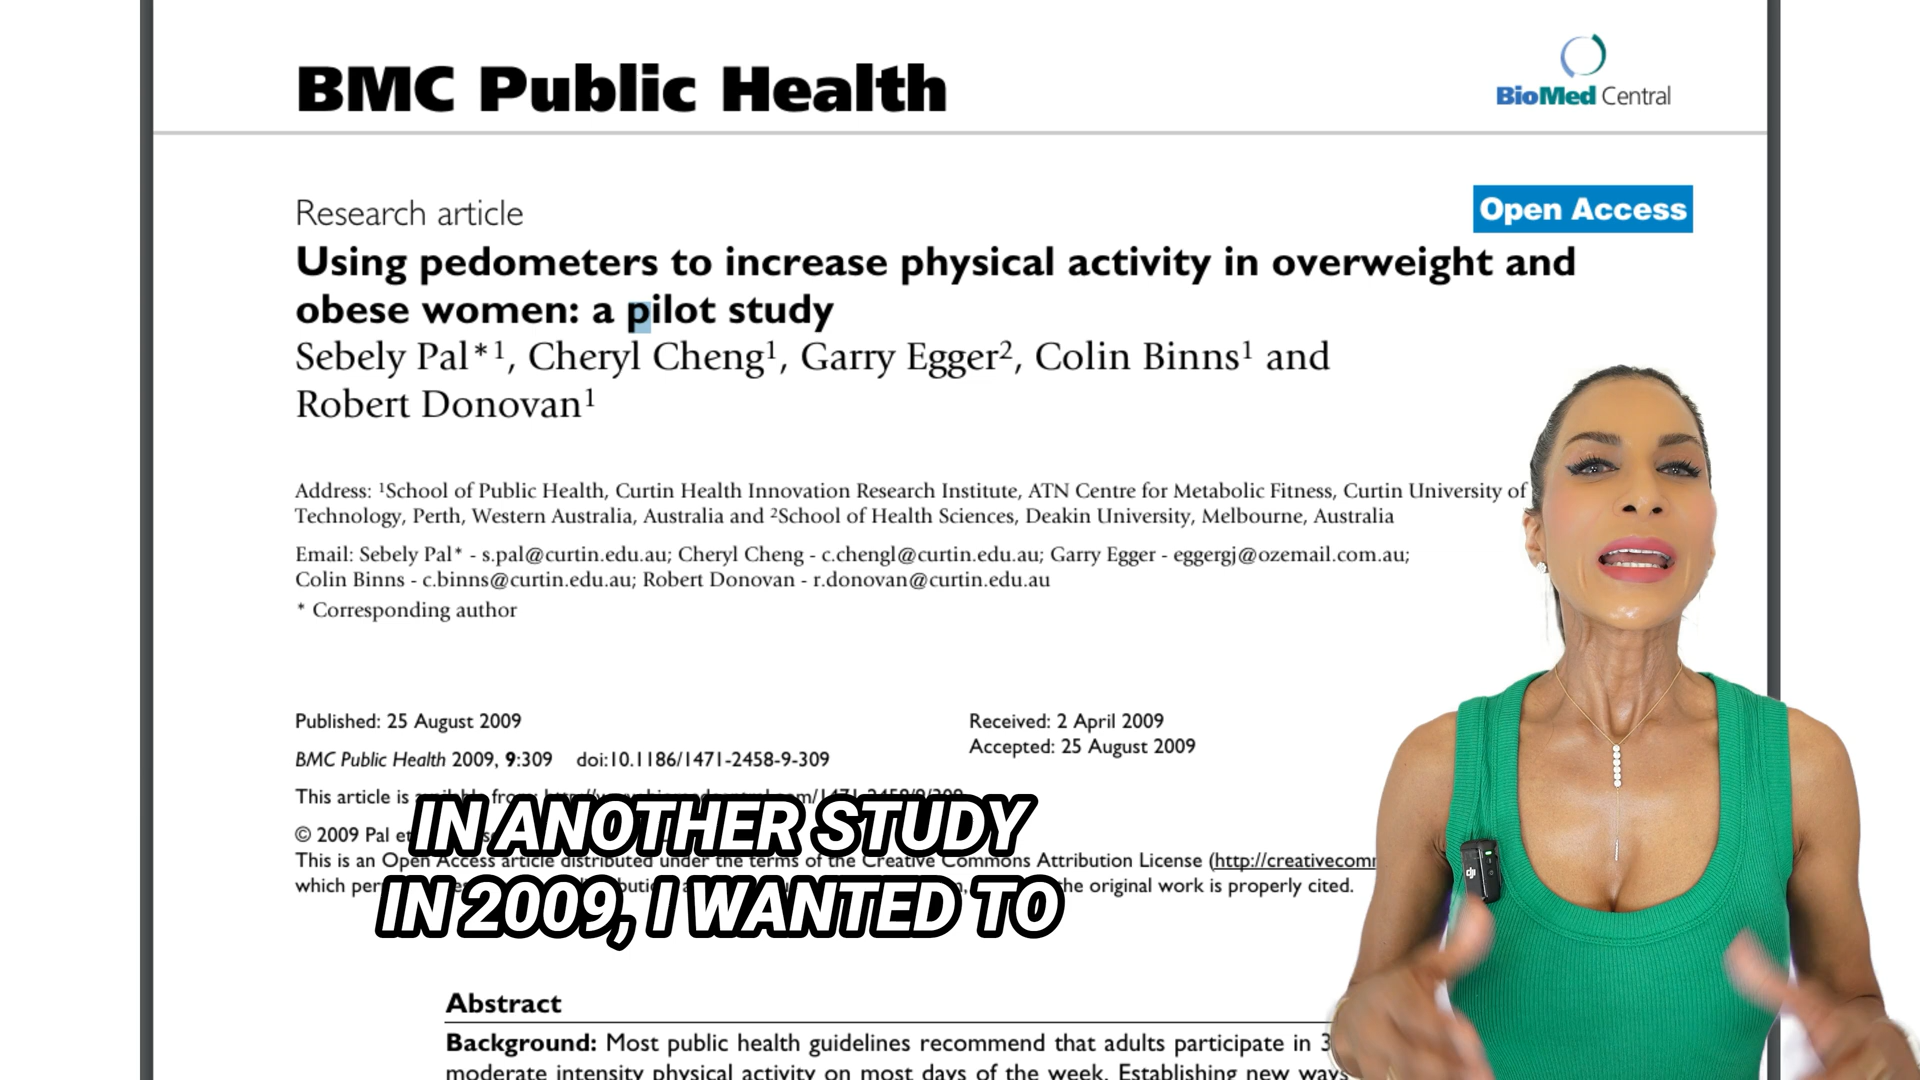 BMC Public Health
BioMed Central
Research article
Open Access
Using pedometers to increase physical activity in overweight and
obese women: a pilot study
Sebely Pal*1, Cheryl Cheng1, Garry Egger2, Colin Binns1 and
Robert Donovan1
Address: 1School of Public Health, Curtin Health Innovation Research Institute, ATN Centre for Metabolic Fitness, Curtin University of
Technology, Perth, Western Australia, Australia and 2School of Health Sciences, Deakin University, Melbourne, Australia
Email: Sebely Pal* - s.pal@curtin.edu.au; Cheryl Cheng - c.chengl@curtin.edu.au; Garry Egger - eggergj@ozemail.com.au;
Colin Binns - c.binns@curtin.edu.au; Robert Donovan - r.donovan@curtin.edu.au
* Corresponding author
Published: 25 August 2009
Received: 2 April 2009
Accepted: 25 August 2009
BMC Public Health 2009, 9:309 doi:10.1186/1471-2458-9-309
This article is
© 2009 Pal et
This is an Open Access article distributed under the terms of the Creative Commons Attribution License (http://creativecom
which the original work is properly cited.
IN ANOTHER STUDY
IN 2009, I WANTED TO
Abstract
Background: Most public health guidelines recommend that adults participate in 3
moderate intensity physical activity on most days of the week. Establishing new ways
dji